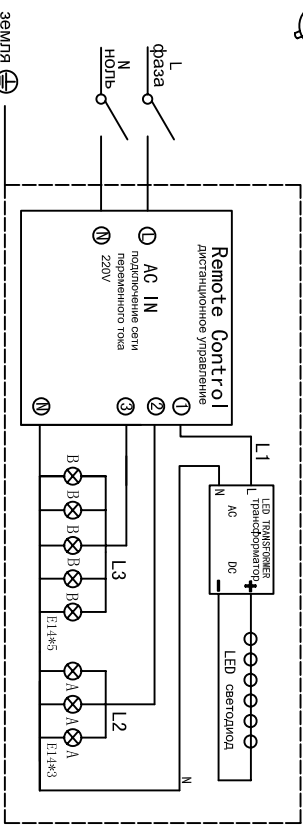 L
фаза
N
ноль
земля
Remote Control
дистанционное управление
L AC IN
подключение сети
переменного тока
N 220V
1
2
3
N
L1
LED TRANSFORMER
трансформатор
L
N
AC
DC
+
-
LED светодиод
L3
B
B
B
B
B
E14*5
L2
A
A
A
E14*3
N